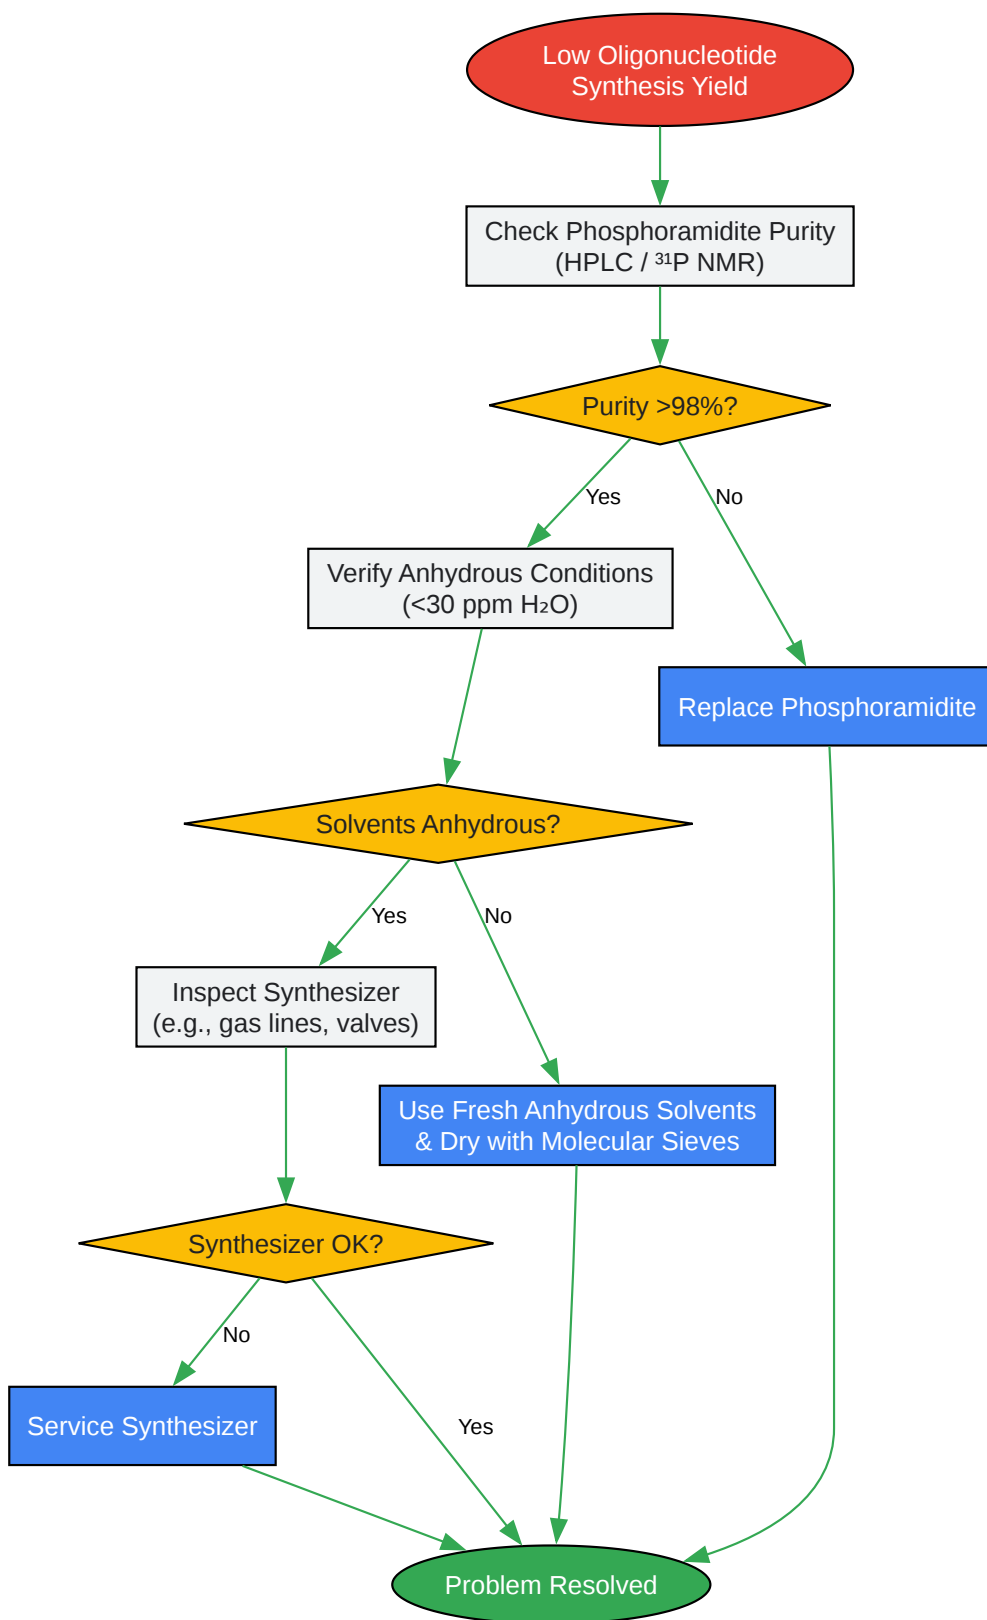 Low Oligonucleotide
Synthesis Yield
Check Phosphoramidite Purity
(HPLC / ³¹P NMR)
Purity >98%?
Yes
No
Verify Anhydrous Conditions
(<30 ppm H₂O)
Replace Phosphoramidite
Solvents Anhydrous?
Yes
No
Inspect Synthesizer
(e.g., gas lines, valves)
Use Fresh Anhydrous Solvents
& Dry with Molecular Sieves
Synthesizer OK?
No
Yes
Service Synthesizer
Problem Resolved